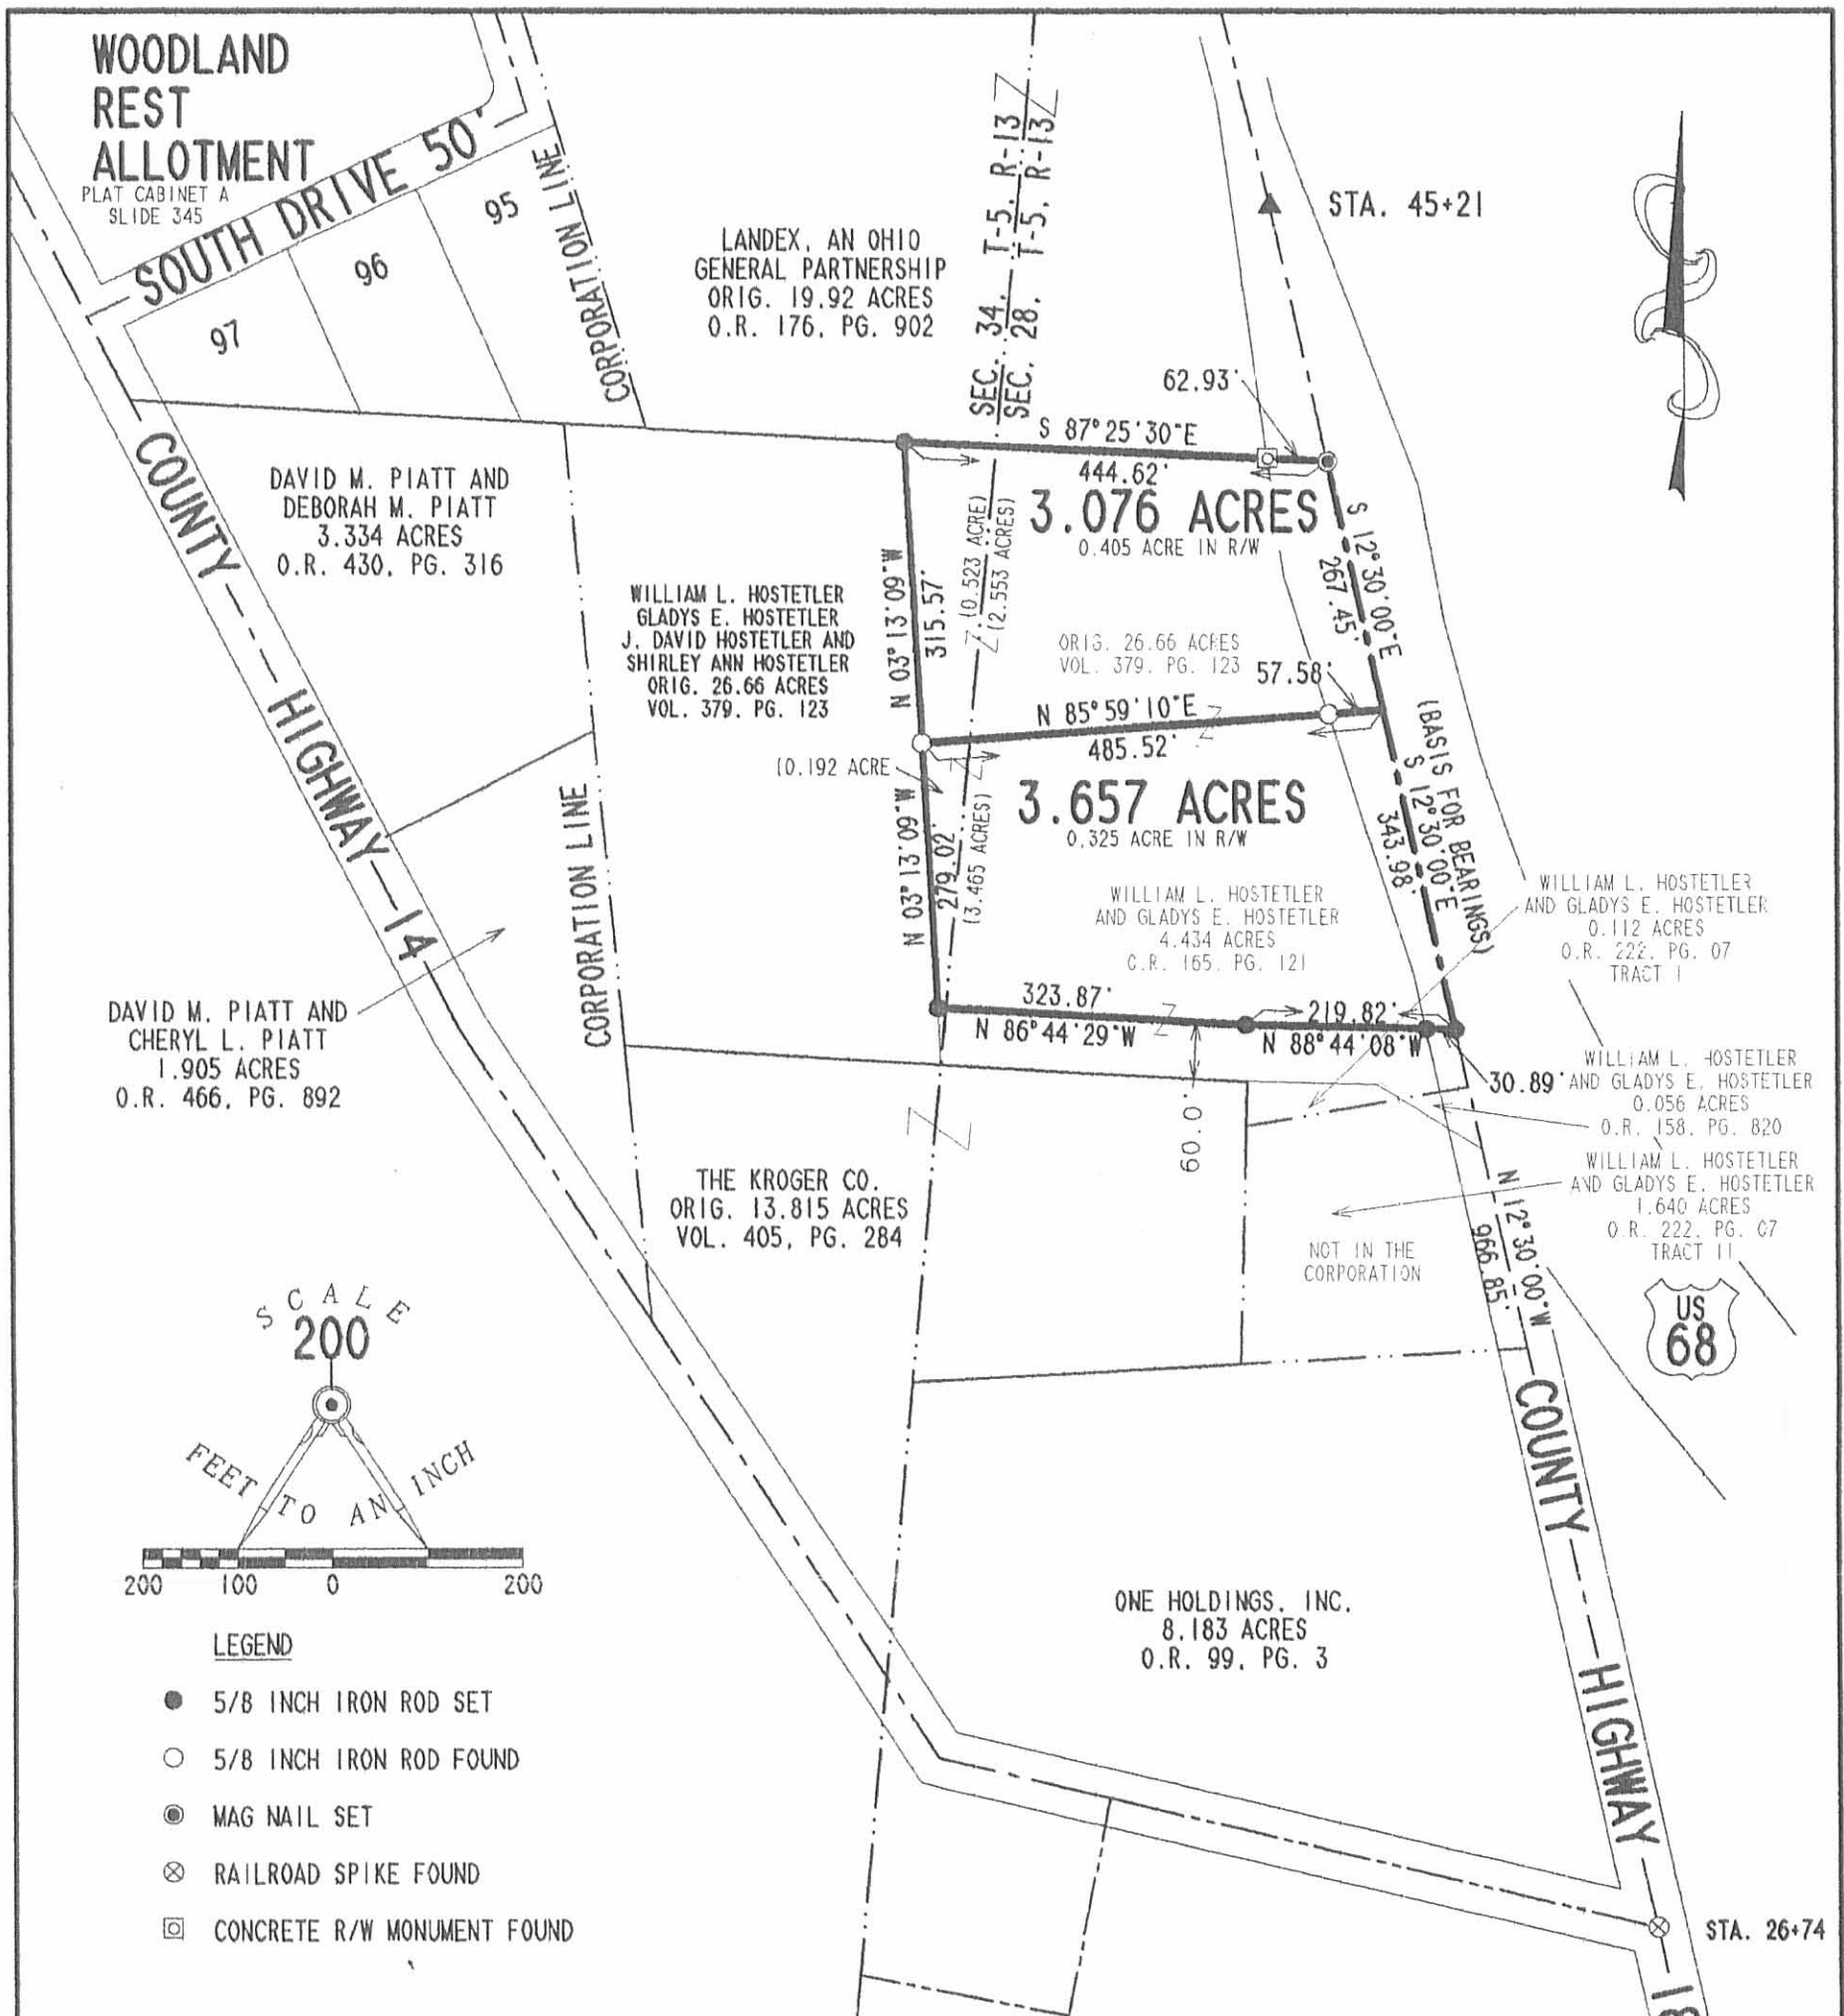 WOODLAND
REST
ALLOTMENT
PLAT CABINET A
SLIDE 345
SOUTH DRIVE 50'
95
96
97
CORPORATION LINE
LANDEX, AN OHIO
GENERAL PARTNERSHIP
ORIG. 19.92 ACRES
O.R. 176, PG. 902
SEC. 34, T-5, R-13
SEC. 28, T-5, R-13
STA. 45+21
62.93'
S 87°25'30"E
444.62'
3.076 ACRES
0.405 ACRE IN R/W
(0.523 ACRE)
(2.553 ACRES)
S 12°30'00"E
267.45'
N 03°13'09"W
315.57'
ORIG. 26.66 ACRES
VOL. 379, PG. 123
57.58'
DAVID M. PIATT AND
DEBORAH M. PIATT
3.334 ACRES
O.R. 430, PG. 316
WILLIAM L. HOSTETLER
GLADYS E. HOSTETLER
J. DAVID HOSTETLER AND
SHIRLEY ANN HOSTETLER
ORIG. 26.66 ACRES
VOL. 379, PG. 123
N 85°59'10"E
485.52'
(0.192 ACRE
3.657 ACRES
0.325 ACRE IN R/W
(3.465 ACRES)
N 03°13'09"W
279.02'
(BASIS FOR BEARINGS)
S 12°30'00"E
343.98'
WILLIAM L. HOSTETLER
AND GLADYS E. HOSTETLER
4.434 ACRES
O.R. 165, PG. 121
WILLIAM L. HOSTETLER
AND GLADYS E. HOSTETLER
0.112 ACRES
O.R. 222, PG. 07
TRACT I
COUNTY HIGHWAY 14
CORPORATION LINE
DAVID M. PIATT AND
CHERYL L. PIATT
1.905 ACRES
O.R. 466, PG. 892
323.87'
N 86°44'29"W
219.82'
N 88°44'08"W
30.89'
60.0'
WILLIAM L. HOSTETLER
AND GLADYS E. HOSTETLER
0.056 ACRES
O.R. 158, PG. 820
WILLIAM L. HOSTETLER
AND GLADYS E. HOSTETLER
1.640 ACRES
O.R. 222, PG. 07
TRACT II
THE KROGER CO.
ORIG. 13.815 ACRES
VOL. 405, PG. 284
NOT IN THE
CORPORATION
N 12°30'00"W
966.85'
US
68
COUNTY HIGHWAY 18
SCALE
200
FEET TO AN INCH
200 100 0 200
ONE HOLDINGS, INC.
8.183 ACRES
O.R. 99, PG. 3
LEGEND
5/8 INCH IRON ROD SET
5/8 INCH IRON ROD FOUND
MAG NAIL SET
RAILROAD SPIKE FOUND
CONCRETE R/W MONUMENT FOUND
STA. 26+74